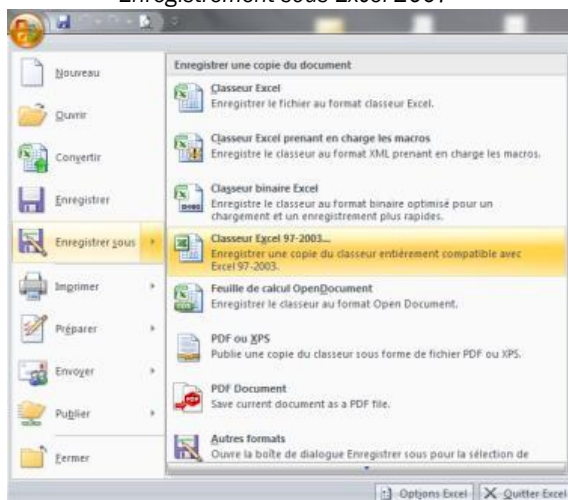 Enregistrement sous Excel 2007
Nouveau
Ouvrir
Convertir
Enregistrer
Enregistrer sous
Imprimer
Préparer
Envoyer
Publier
Fermer
Enregistrer une copie du document
Classeur Excel
Enregistrer le fichier au format classeur Excel.
Classeur Excel prenant en charge les macros
Enregistre le classeur au format XML prenant en charge les macros.
Classeur binaire Excel
Enregistre le classeur au format binaire optimisé pour un
chargement et un enregistrement plus rapides.
Classeur Excel 97-2003...
Enregistrer une copie du classeur entièrement compatible avec
Excel 97-2003.
Feuille de calcul OpenDocument
Enregistrer le classeur au format Open Document.
PDF ou XPS
Publie une copie du classeur sous forme de fichier PDF ou XPS.
PDF Document
Save current document as a PDF file.
Autres formats
Ouvre la boîte de dialogue Enregistrer sous pour la sélection de
Options Excel
Quitter Excel